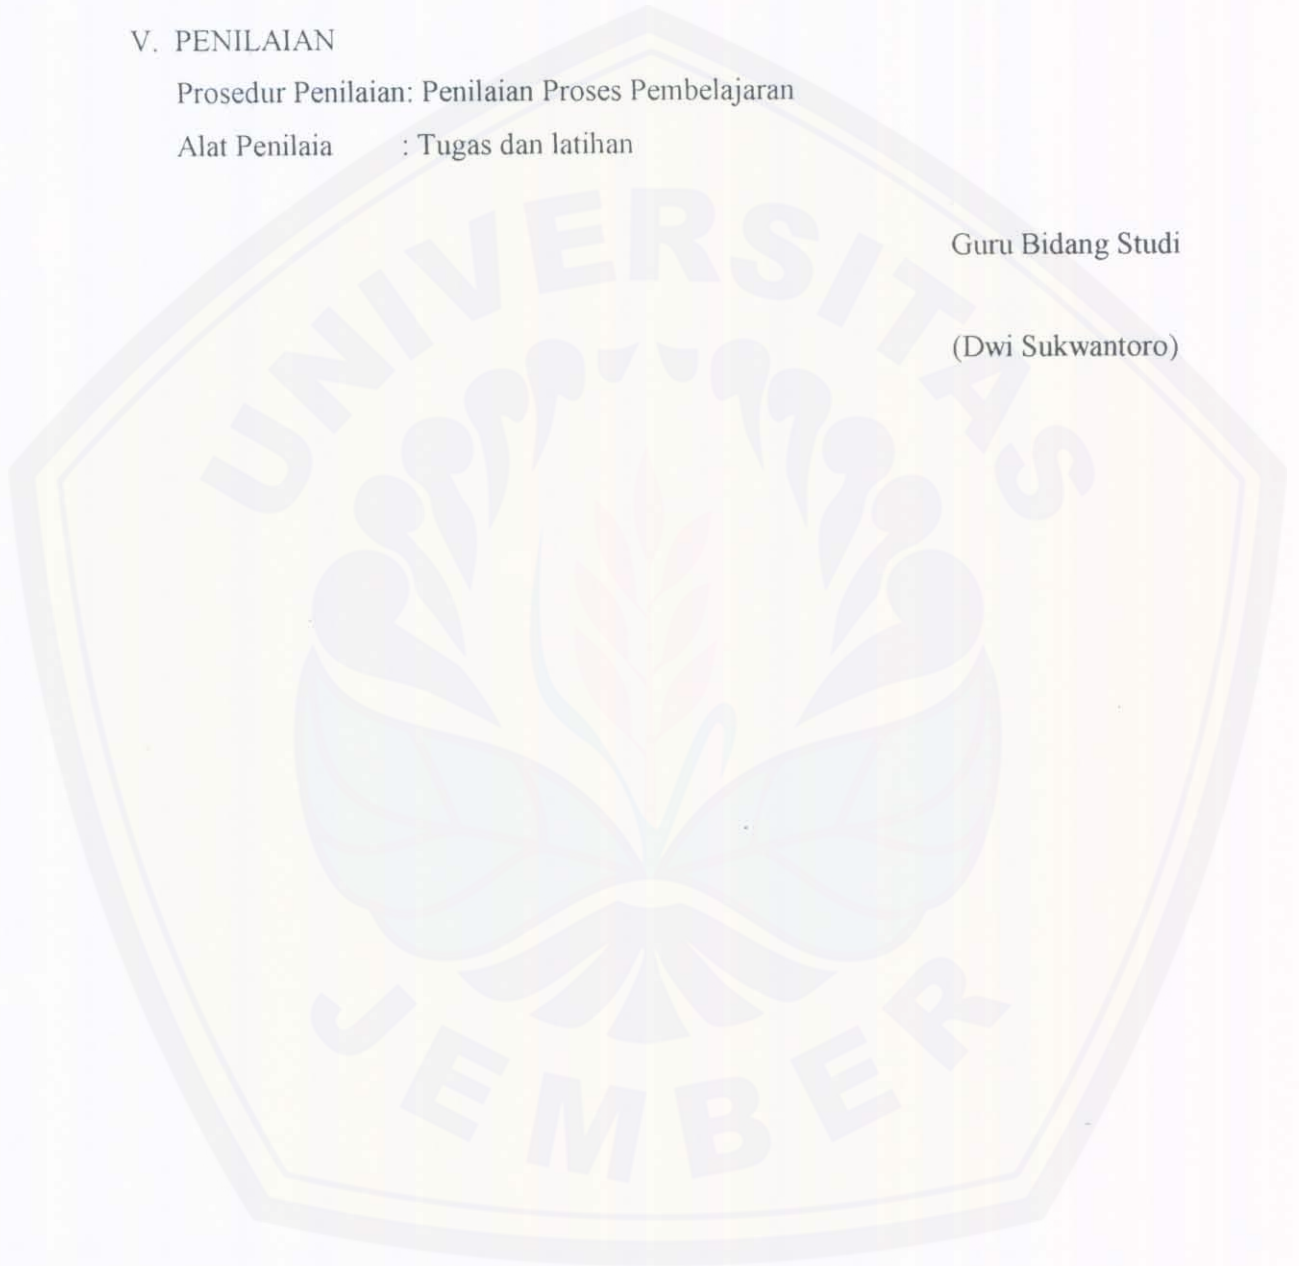 V. PENILAIAN
Prosedur Penilaian: Penilaian Proses Pembelajaran
Alat Penilaia : Tugas dan latihan
Guru Bidang Studi
(Dwi Sukwantoro)
UNIVERSITAS
JEMBER